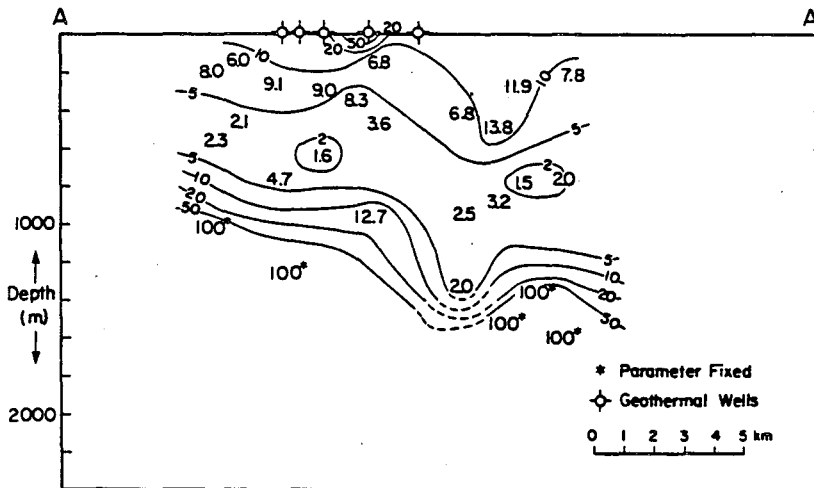 A A
20
20 50
10
6.0 6.8 7.8
8.0 11.9
9.1 9.0
8.3 6.8
-5 13.8
2.1 3.6 5
2.3
2
1.6 2
-5 1.5 2.0
4.7 3.2
-10 2.5
-20 12.7
-50
1000 100*
5
100* 10
2.0
Depth 100* 20
(m) 100* 30
100*
* Parameter Fixed
Geothermal Wells
2000
0 1 2 3 4 5 km